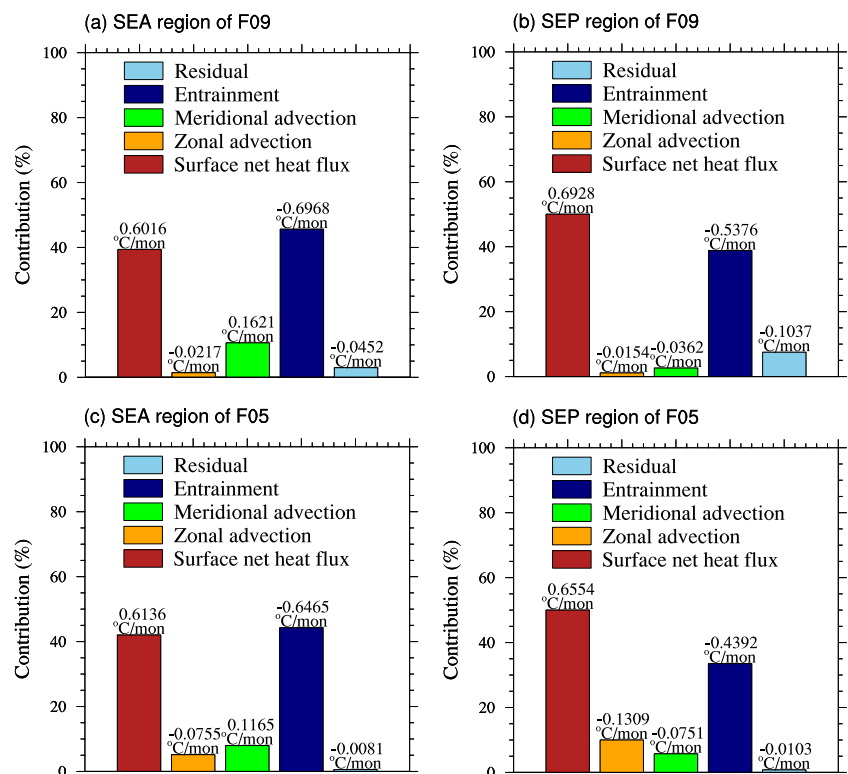 (a) SEA region of F09
100
80
60
40
20
0
Contribution (%)
Residual
Entrainment
Meridional advection
Zonal advection
Surface net heat flux
0.6016
°C/mon
-0.0217
°C/mon
0.1621
°C/mon
-0.6968
°C/mon
-0.0452
°C/mon
(b) SEP region of F09
100
80
60
40
20
0
Contribution (%)
Residual
Entrainment
Meridional advection
Zonal advection
Surface net heat flux
0.6928
°C/mon
-0.0154
°C/mon
-0.0362
°C/mon
-0.5376
°C/mon
-0.1037
°C/mon
(c) SEA region of F05
100
80
60
40
20
0
Contribution (%)
Residual
Entrainment
Meridional advection
Zonal advection
Surface net heat flux
0.6136
°C/mon
-0.0755
°C/mon
0.1165
°C/mon
-0.6465
°C/mon
-0.0081
°C/mon
(d) SEP region of F05
100
80
60
40
20
0
Contribution (%)
Residual
Entrainment
Meridional advection
Zonal advection
Surface net heat flux
0.6554
°C/mon
-0.1309
°C/mon
-0.0751
°C/mon
-0.4392
°C/mon
-0.0103
°C/mon